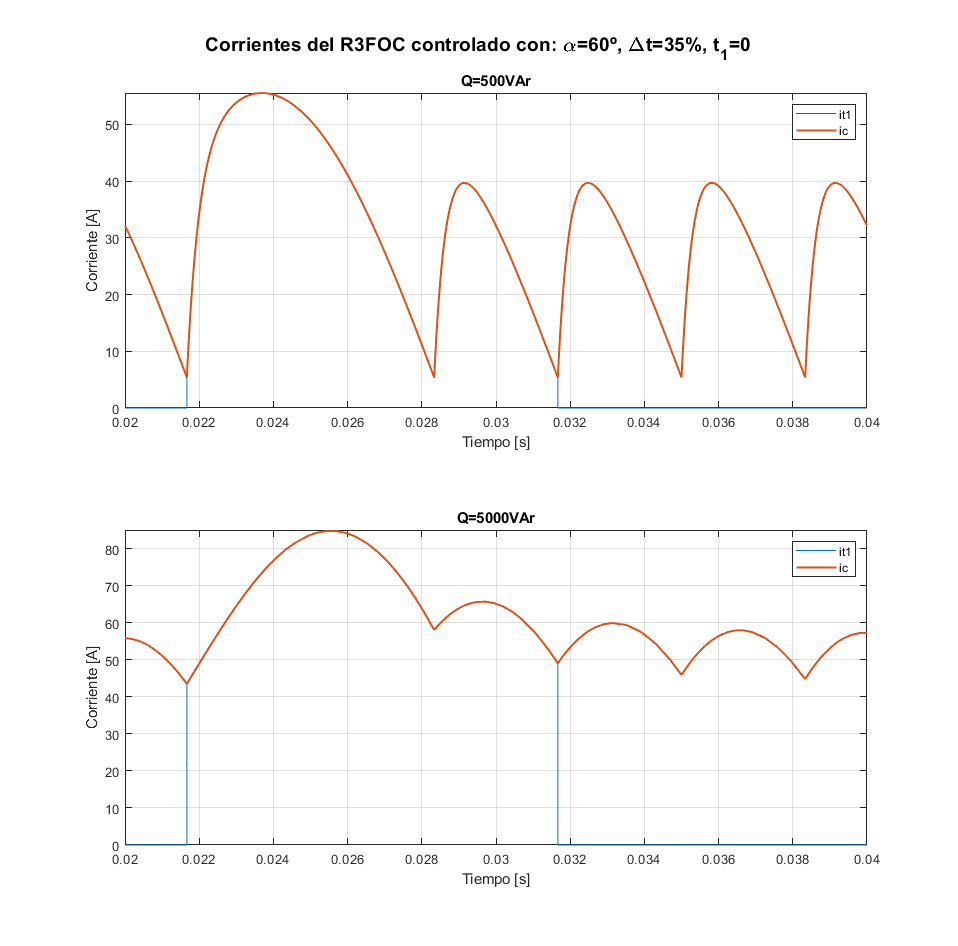 Corrientes del R3FOC controlado con: α=60º, Δt=35%, t₁=0
Q=500VAr
it1
ic
Corriente [A]
50
40
30
20
10
0
0.02 0.022 0.024 0.026 0.028 0.03 0.032 0.034 0.036 0.038 0.04
Tiempo [s]
Q=5000VAr
it1
ic
Corriente [A]
80
70
60
50
40
30
20
10
0
0.02 0.022 0.024 0.026 0.028 0.03 0.032 0.034 0.036 0.038 0.04
Tiempo [s]